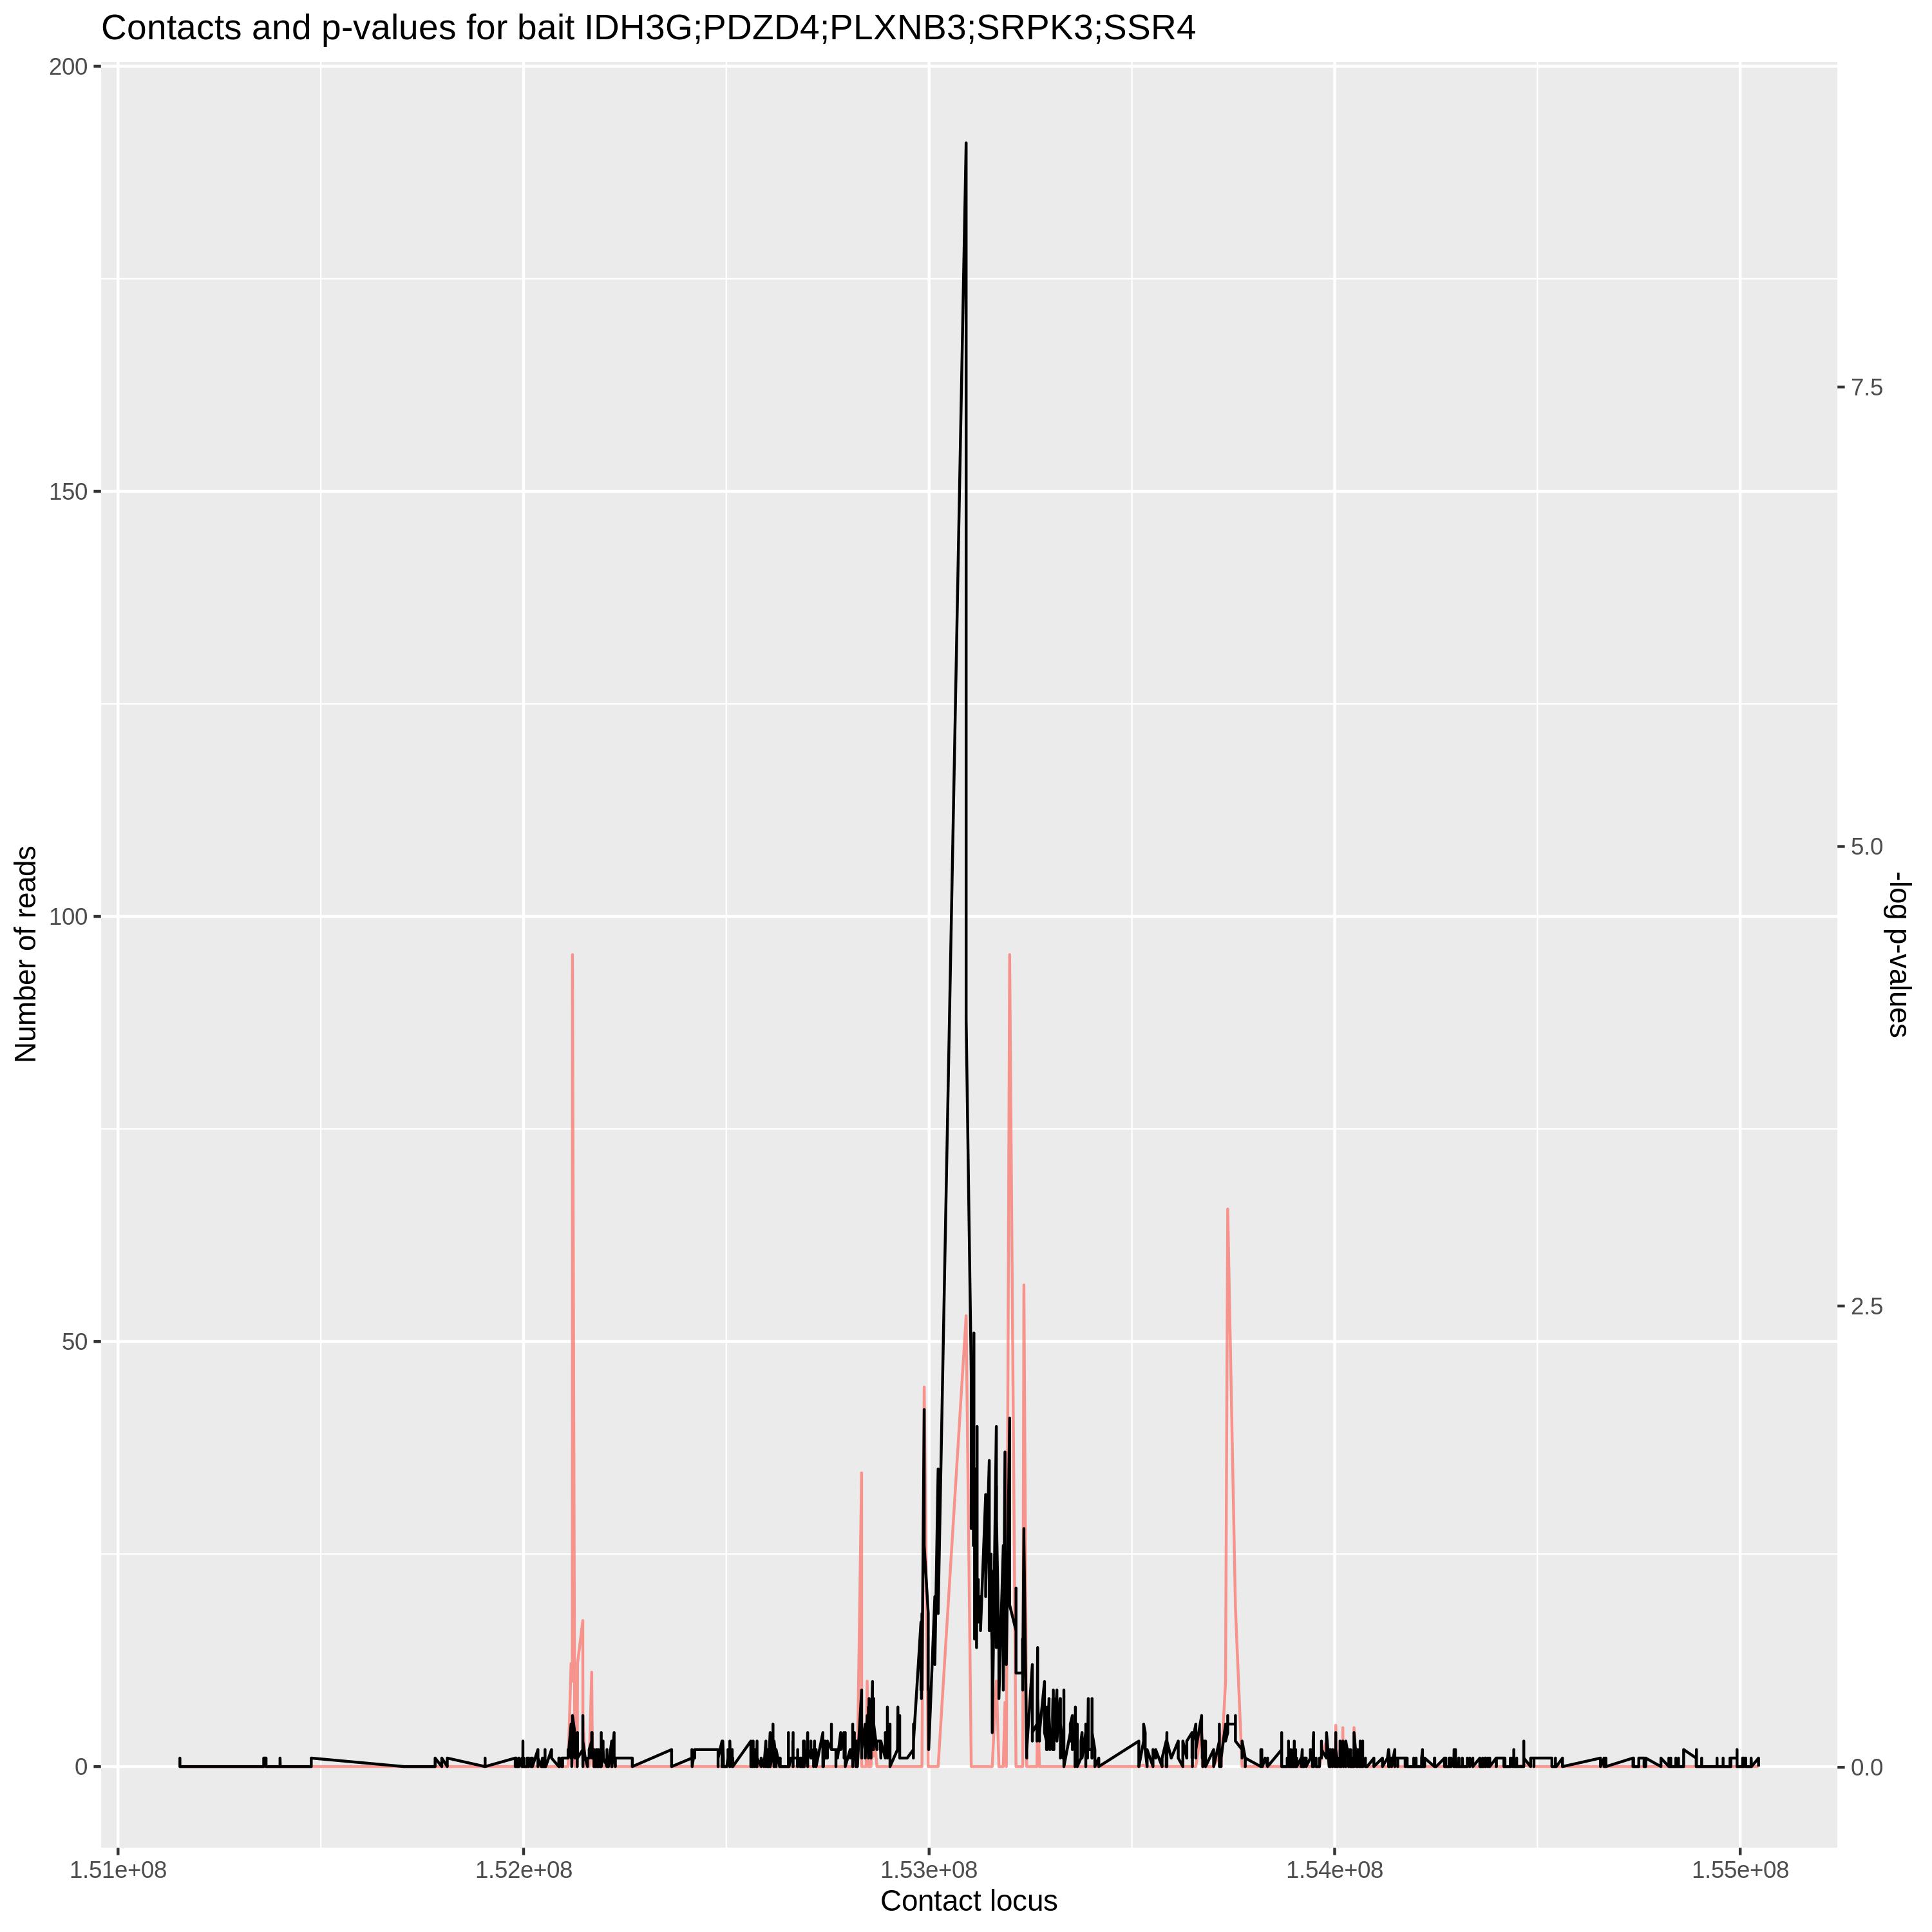 Contacts and p-values for bait IDH3G;PDZD4;PLXNB3;SRPK3;SSR4
200
150
100
50
0
Number of reads
7.5
5.0
2.5
0.0
-log p-values
1.51e+08
1.52e+08
1.53e+08
1.54e+08
1.55e+08
Contact locus